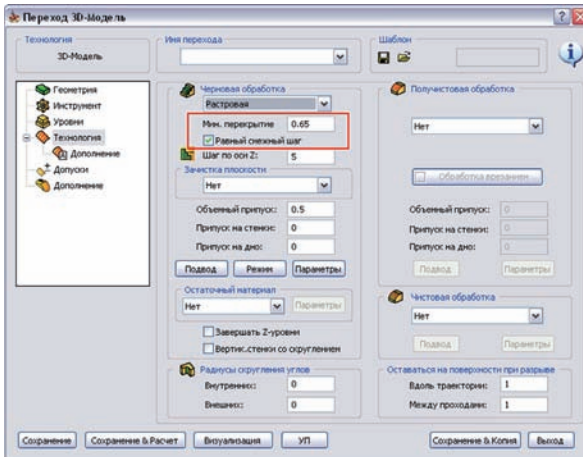 Переход 3D-Модель
Технология
3D-Модель
Имя перехода
Шаблон
Геометрия
Инструмент
Уровни
Технология
Дополнение
Допуски
Дополнение
Черновая обработка
Растровая
Мин. перекрытие 0.65
Равный снежный шаг
Шаг по оси Z: 5
Зачистка плоскости
Нет
Объемный припуск: 0.5
Припуск на стенки: 0
Припуск на дно: 0
Подвод Режим Параметры
Остаточный материал
Нет Параметры
Завершать Z-уровни
Вертик.стенки со скруглением
Радиусы скругления углов
Внутренних: 0
Внешних: 0
Получистовая обработка
Нет
Обработка врезанием
Объемный припуск: 0
Припуск на стенки: 0
Припуск на дно: 0
Подвод Параметры
Чистовая обработка
Нет
Подвод Параметры
Оставаться на поверхности при разрыве
Вдоль траектории: 1
Между проходами: 1
Сохранение Сохранение & Расчет Визуализация УП Сохранение & Копия Выход